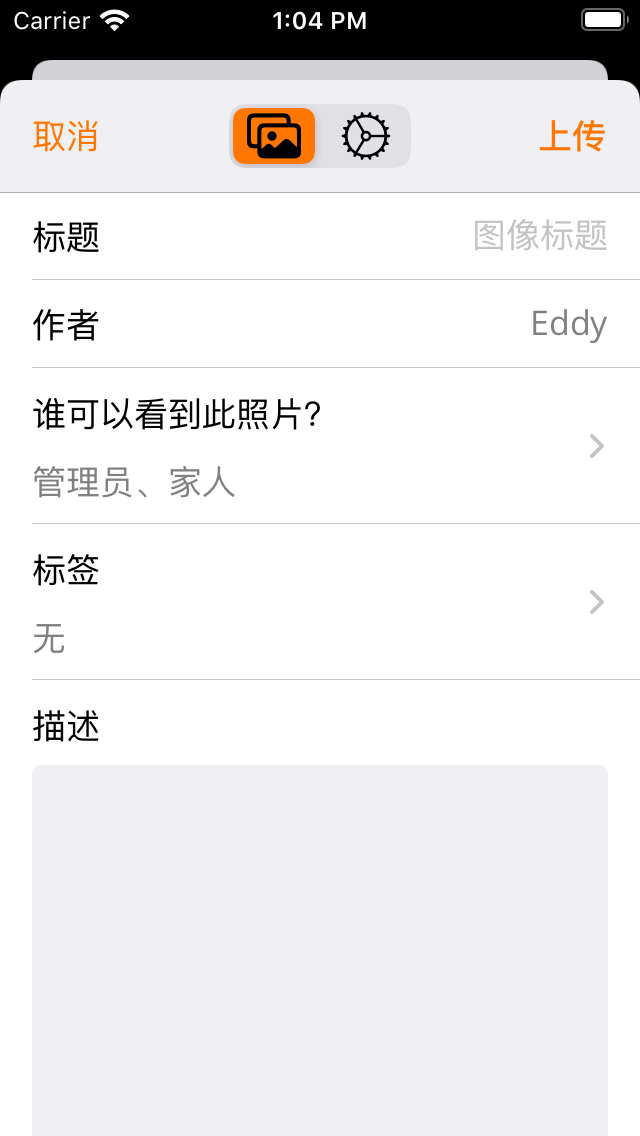 Carrier 1:04 PM
取消 上传
标题 图像标题
作者 Eddy
谁可以看到此照片?
管理员、家人
标签
无
描述